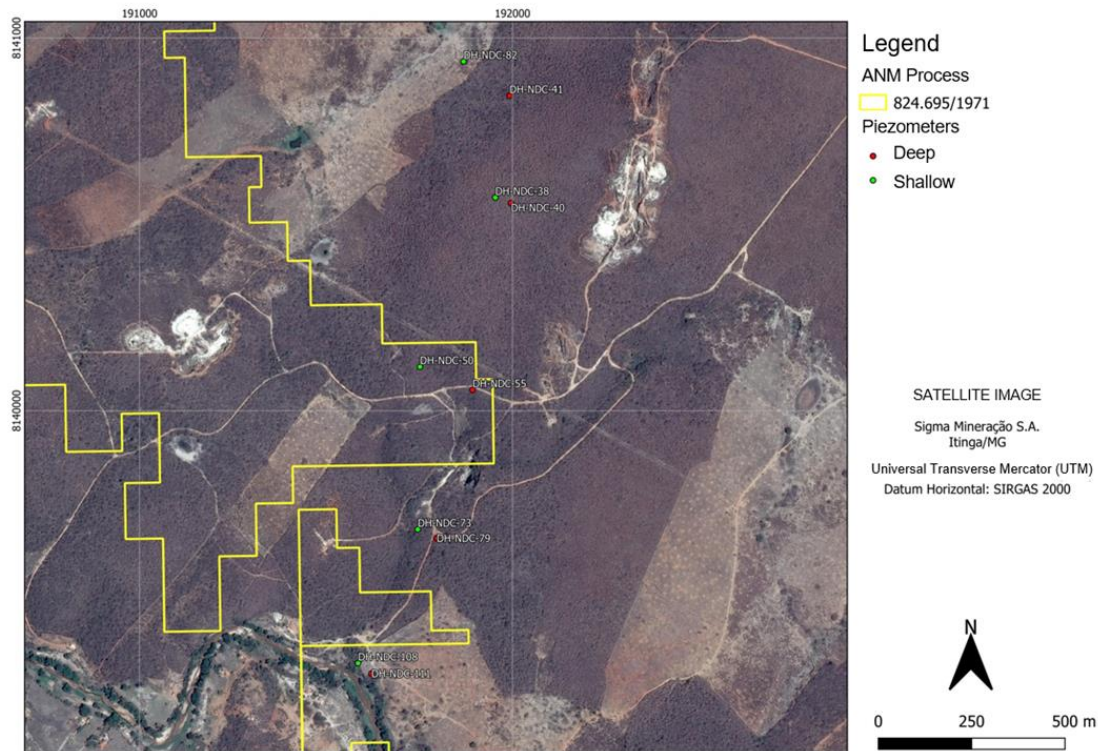 191000
192000
8141000
8140000
DH-NDC-82
DH-NDC-41
DH-NDC-38
DH-NDC-40
DH-NDC-50
DH-NDC-55
DH-NDC-73
DH-NDC-79
DH-NDC-108
DH-NDC-111
Legend
ANM Process
824.695/1971
Piezometers
Deep
Shallow
SATELLITE IMAGE
Sigma Mineração S.A.
Itinga/MG
Universal Transverse Mercator (UTM)
Datum Horizontal: SIRGAS 2000
N
0 250 500 m